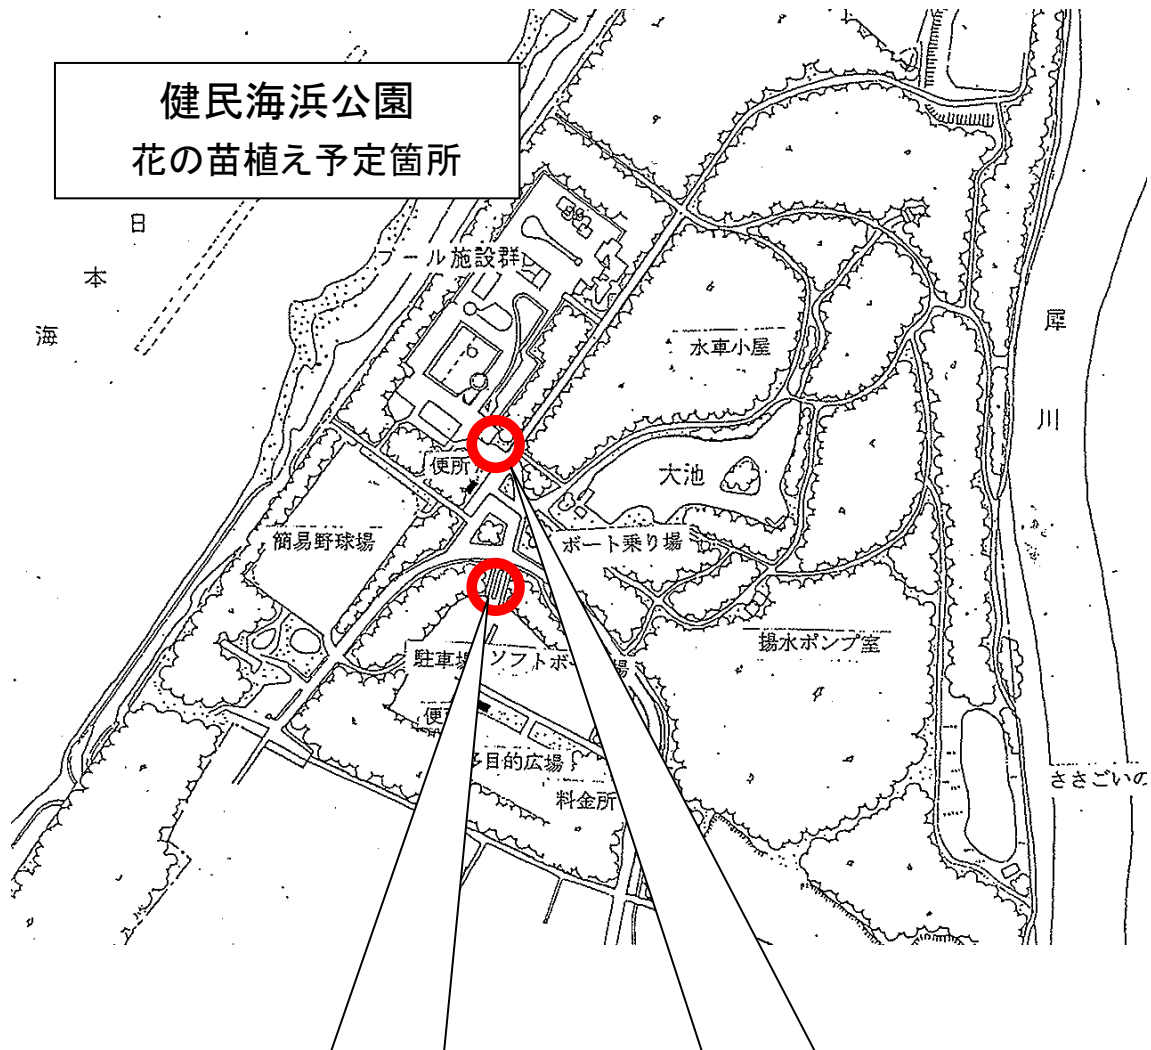 健民海浜公園
花の苗植え予定箇所
日本海
プール施設群
水車小屋
犀川
便所
大池
簡易野球場
ボート乗り場
揚水ポンプ室
駐車場
ソフトボー
場
便
多目的広場
料金所
ささごいの